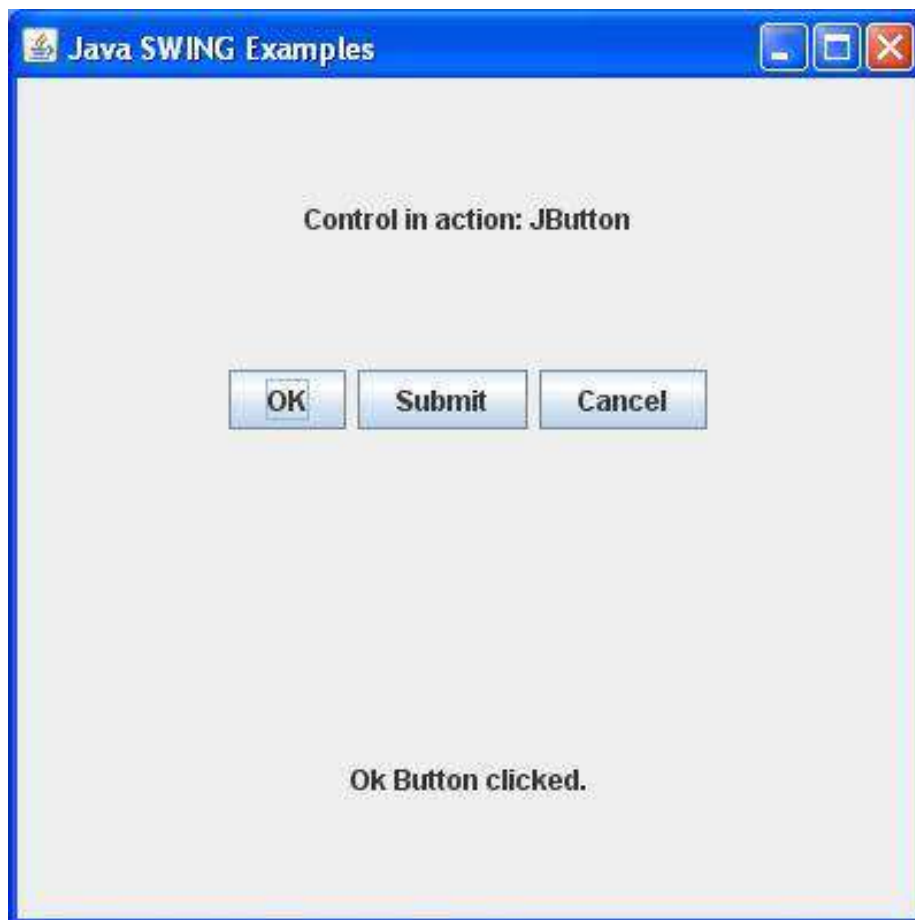 Java SWING Examples
Control in action: JButton
OK Submit Cancel
Ok Button clicked.